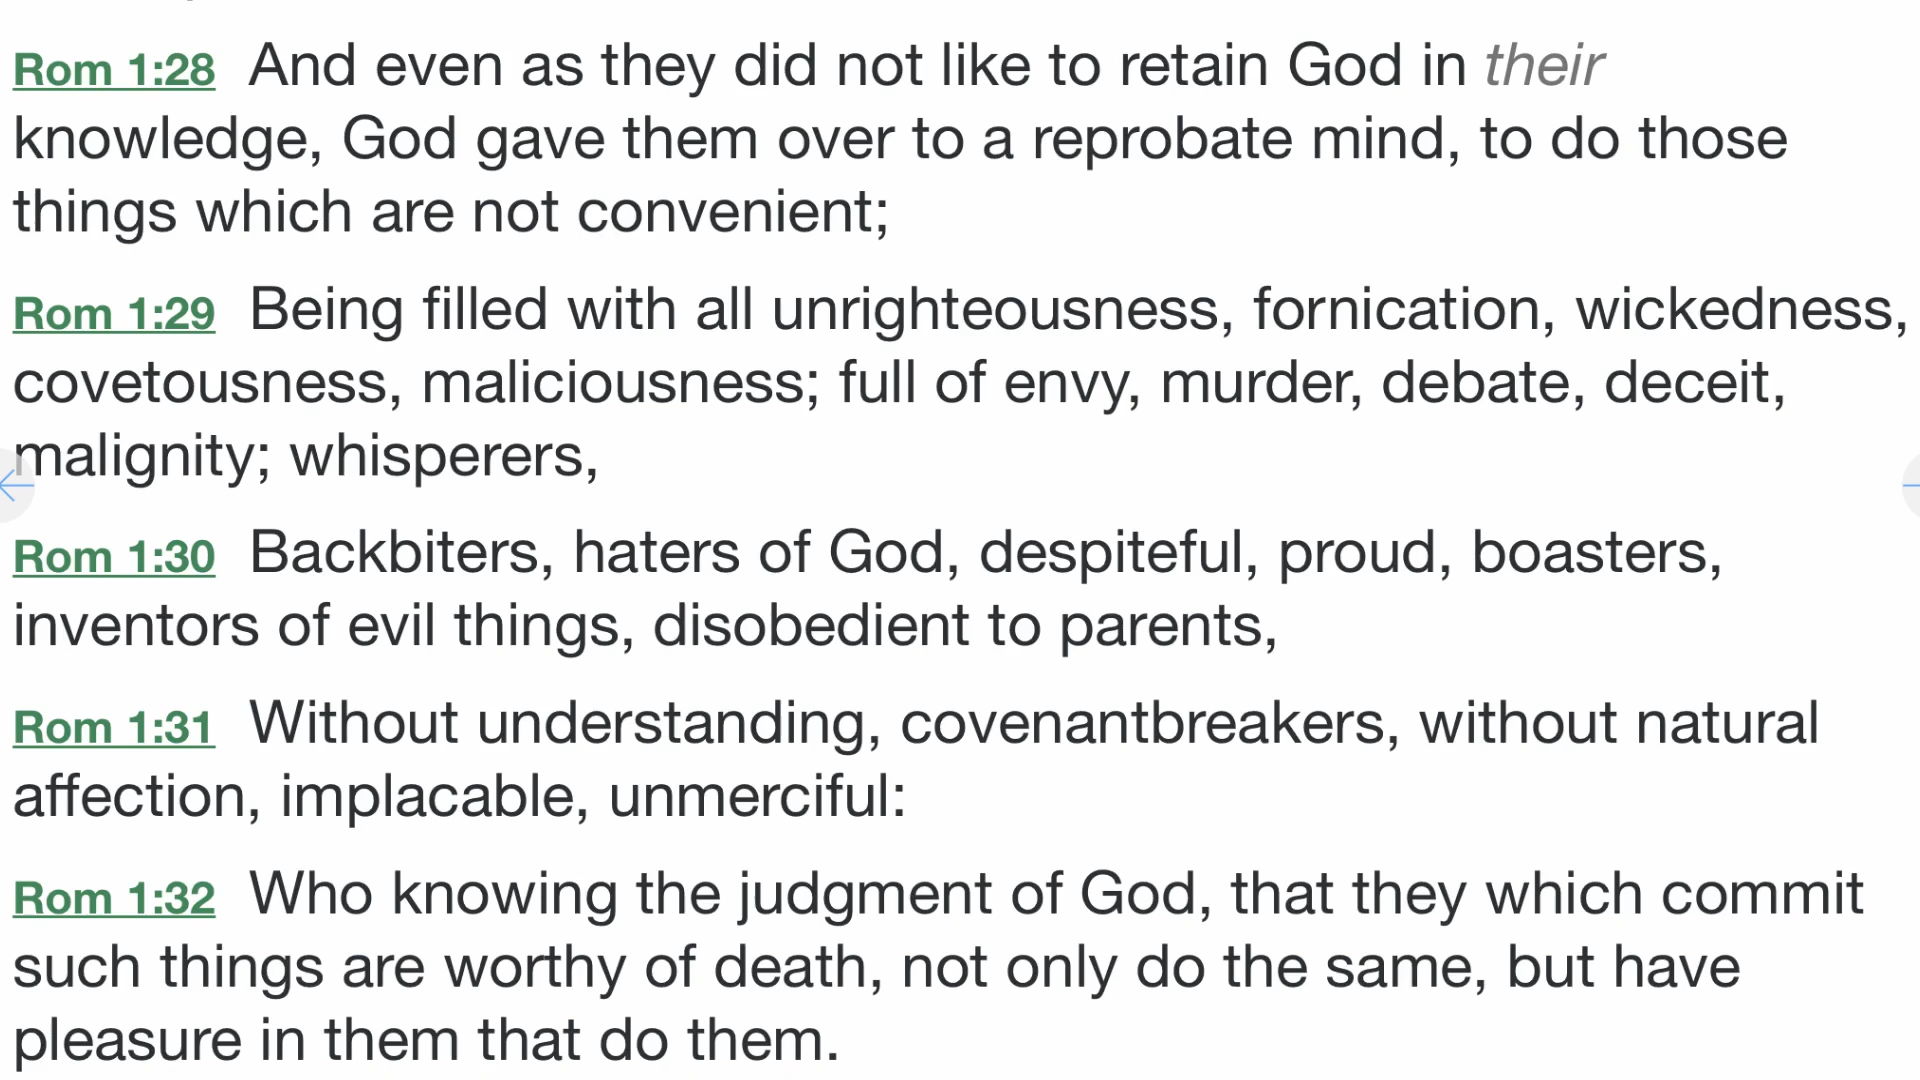 Rom 1:28 And even as they did not like to retain God in their
knowledge, God gave them over to a reprobate mind, to do those
things which are not convenient;
Rom 1:29 Being filled with all unrighteousness, fornication, wickedness,
covetousness, maliciousness; full of envy, murder, debate, deceit,
malignity; whisperers,
Rom 1:30 Backbiters, haters of God, despiteful, proud, boasters,
inventors of evil things, disobedient to parents,
Rom 1:31 Without understanding, covenantbreakers, without natural
affection, implacable, unmerciful:
Rom 1:32 Who knowing the judgment of God, that they which commit
such things are worthy of death, not only do the same, but have
pleasure in them that do them.